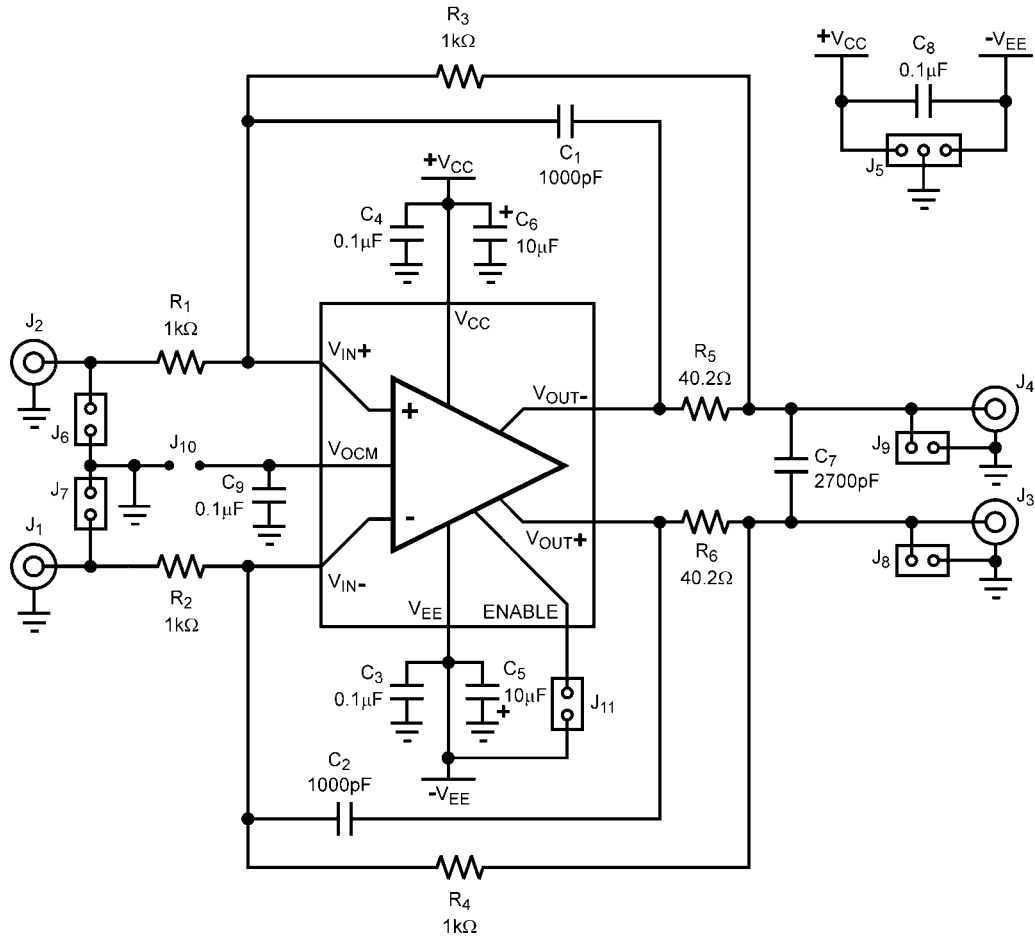 R3
1kΩ
+VCC
C8
0.1µF
-VEE
J5
C1
1000pF
+VCC
C4
0.1µF
+
C6
10µF
J2
R1
1kΩ
VIN+
VCC
+
VOUT-
R5
40.2Ω
J4
J6
J10
VOCM
J9
C7
2700pF
J7
C9
0.1µF
J3
J1
-
VOUT+
R6
40.2Ω
J8
R2
1kΩ
VIN-
VEE
ENABLE
C3
0.1µF
C5
10µF
+
J11
C2
1000pF
-VEE
R4
1kΩ